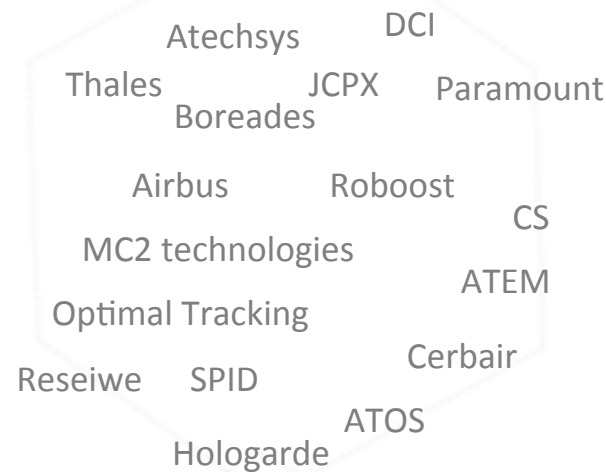 DCI
Atechsys
Thales
JCPX
Paramount
Boreades
Airbus
Roboost
CS
MC2 technologies
ATEM
Optimal Tracking
Cerbair
Reseiwe
SPID
ATOS
Hologarde